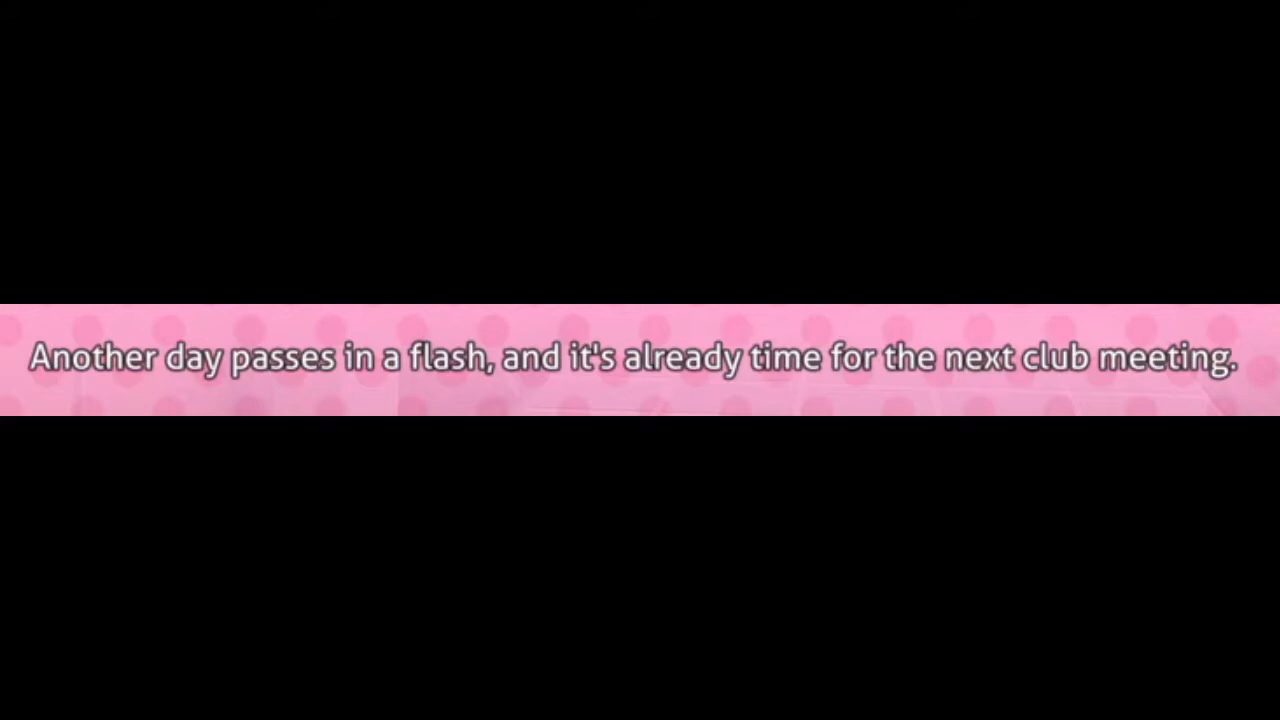 Another day passes in a flash, and it's already time for the next club meeting.